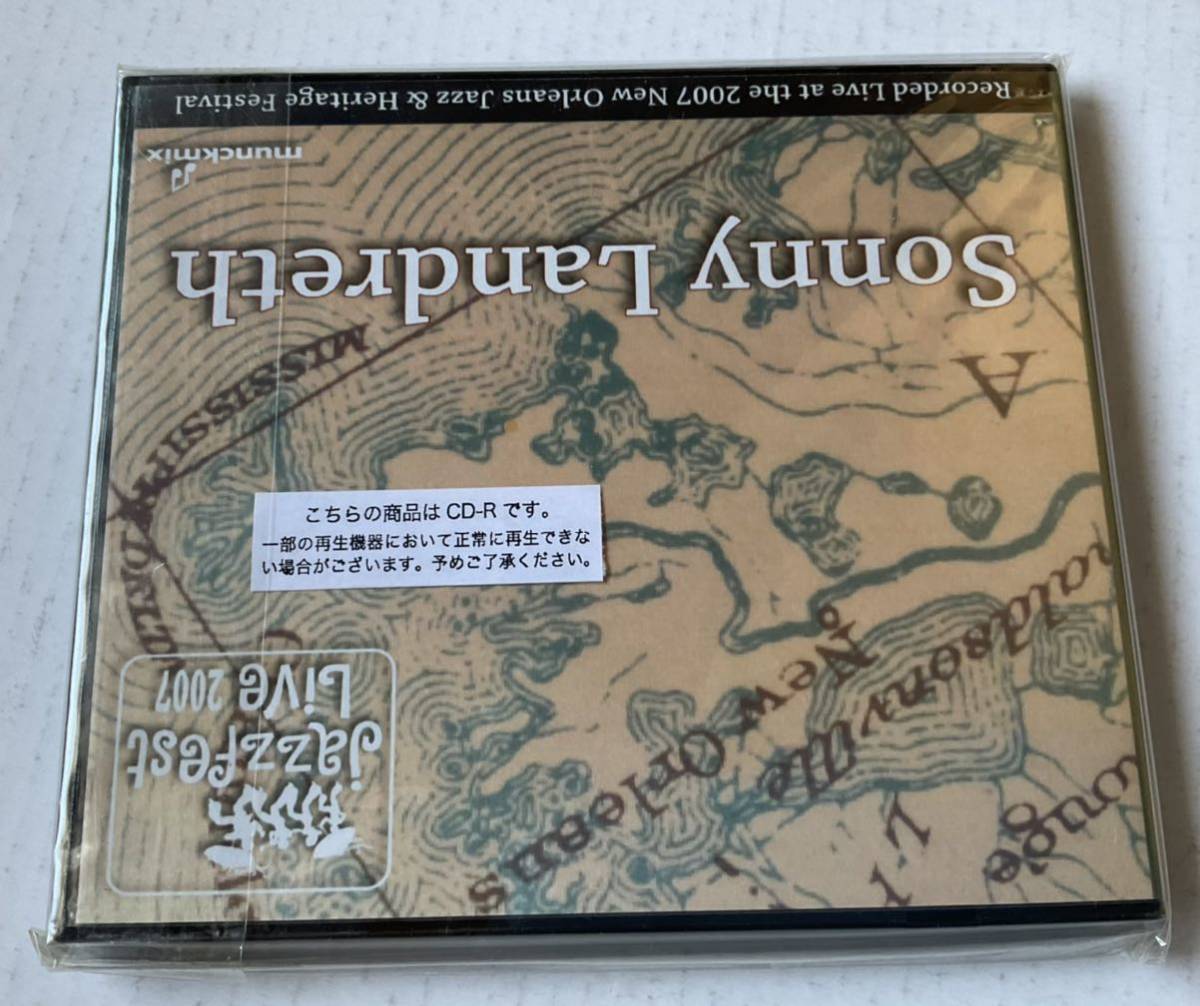 Recorded Live at the 2007 New Orleans Jazz & Heritage Festival
munckmix
Sonny Landreth
MISSISSIPPI
A
こちらの商品は CD-R です。
一部の再生機器において正常に再生できな
い場合がございます。予めご了承ください。
New Orleans
jazzfest
Live 2007